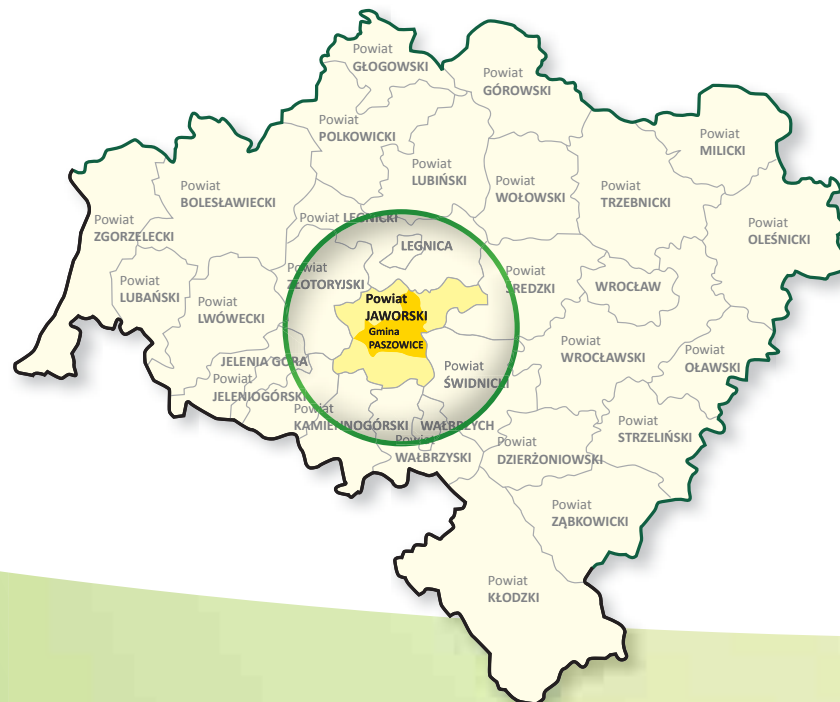 Powiat
GŁOGOWSKI
Powiat
GÓROWSKI
Powiat
POLKOWICKI
Powiat
MILICKI
Powiat
LUBIŃSKI
Powiat
WOŁOWSKI
Powiat
TRZEBNICKI
Powiat
BOLESŁAWIECKI
Powiat
ZGORZELECKI
Powiat LEGNICKI
Powiat
OLEŚNICKI
LEGNICA
Powiat
ZŁOTORYJSKI
Powiat
ŚREDZKI
WROCŁAW
Powiat
LUBAŃSKI
Powiat
LWÓWECKI
Powiat
JAWORSKI
Gmina
PASZOWICE
Powiat
WROCŁAWSKI
Powiat
OŁAWSKI
JELENIA GÓRA
Powiat
JELENIOGÓRSKI
Powiat
ŚWIDNICKI
Powiat
KAMIENNOGÓRSKI
WAŁBRZYCH
Powiat
WAŁBRZYSKI
Powiat
DZIERŻONIOWSKI
Powiat
STRZELIŃSKI
Powiat
ZĄBKOWICKI
Powiat
KŁODZKI